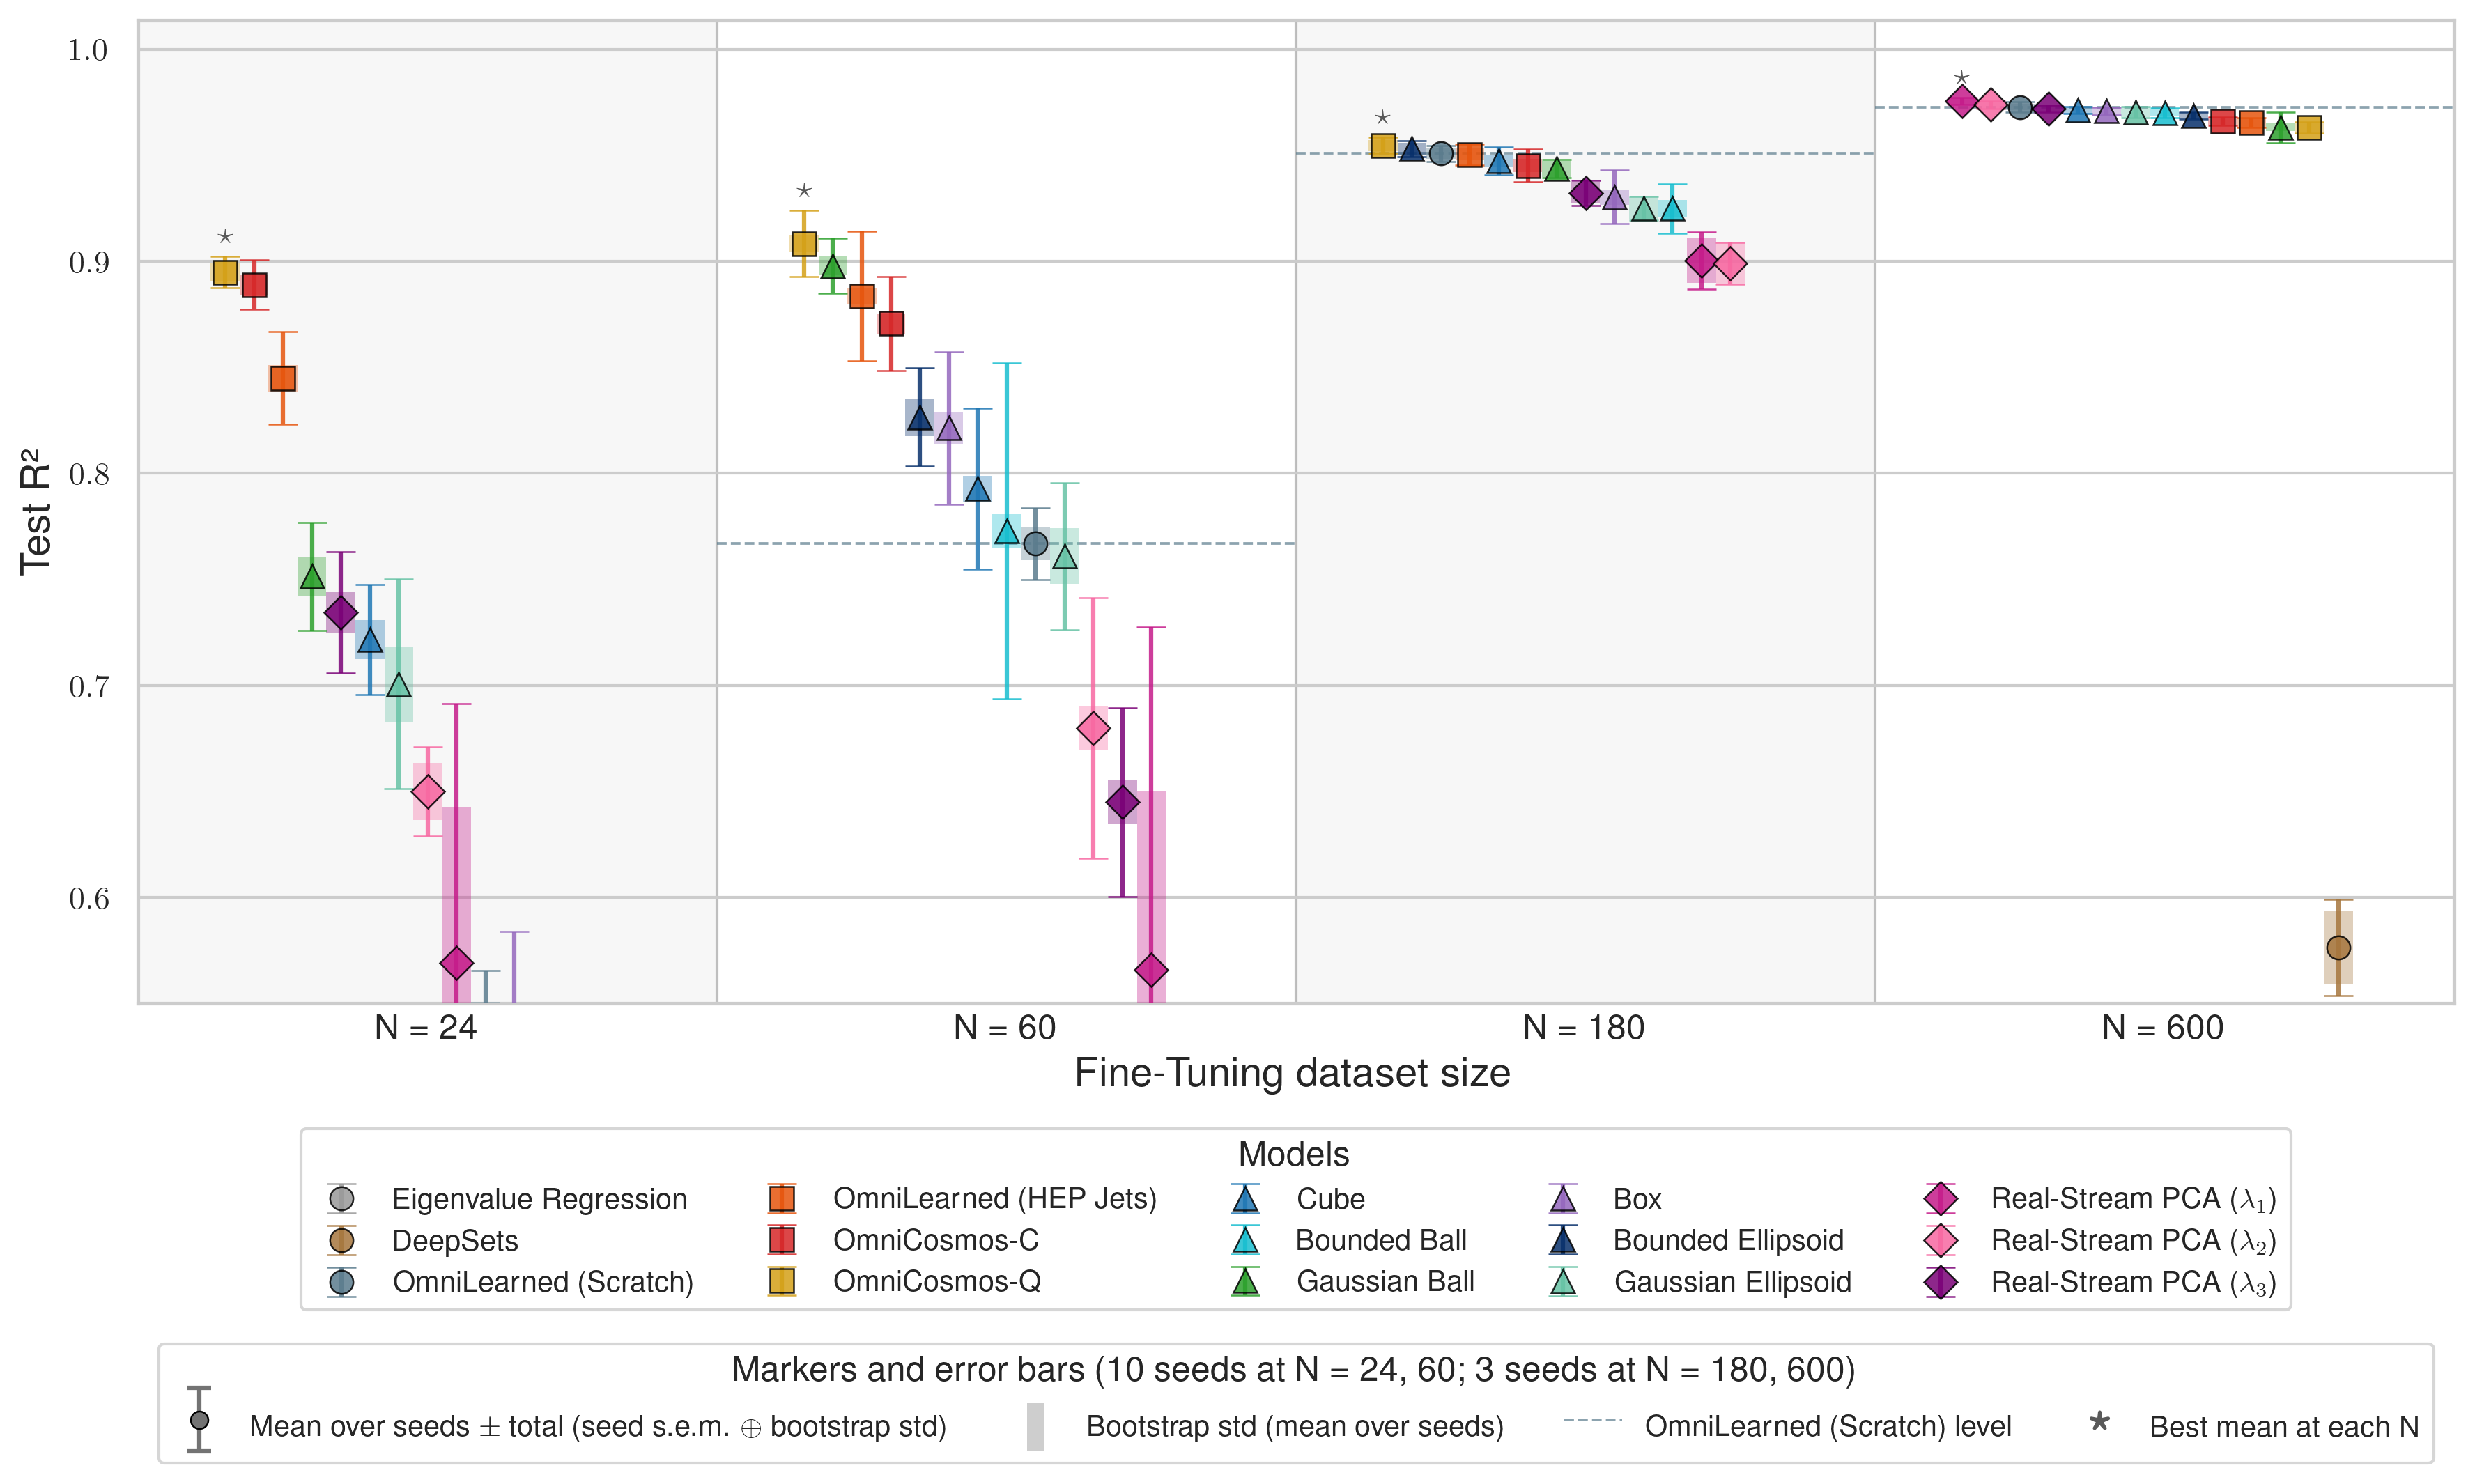 1.0
0.9
0.8
0.7
0.6
Test R²
N = 24
N = 60
N = 180
N = 600
Fine-Tuning dataset size
Models
Eigenvalue Regression
DeepSets
OmniLearned (Scratch)
OmniLearned (HEP Jets)
OmniCosmos-C
OmniCosmos-Q
Cube
Bounded Ball
Gaussian Ball
Box
Bounded Ellipsoid
Gaussian Ellipsoid
Real-Stream PCA (λ₁)
Real-Stream PCA (λ₂)
Real-Stream PCA (λ₃)
Markers and error bars (10 seeds at N = 24, 60; 3 seeds at N = 180, 600)
Mean over seeds ± total (seed s.e.m. ⊕ bootstrap std)
Bootstrap std (mean over seeds)
OmniLearned (Scratch) level
Best mean at each N